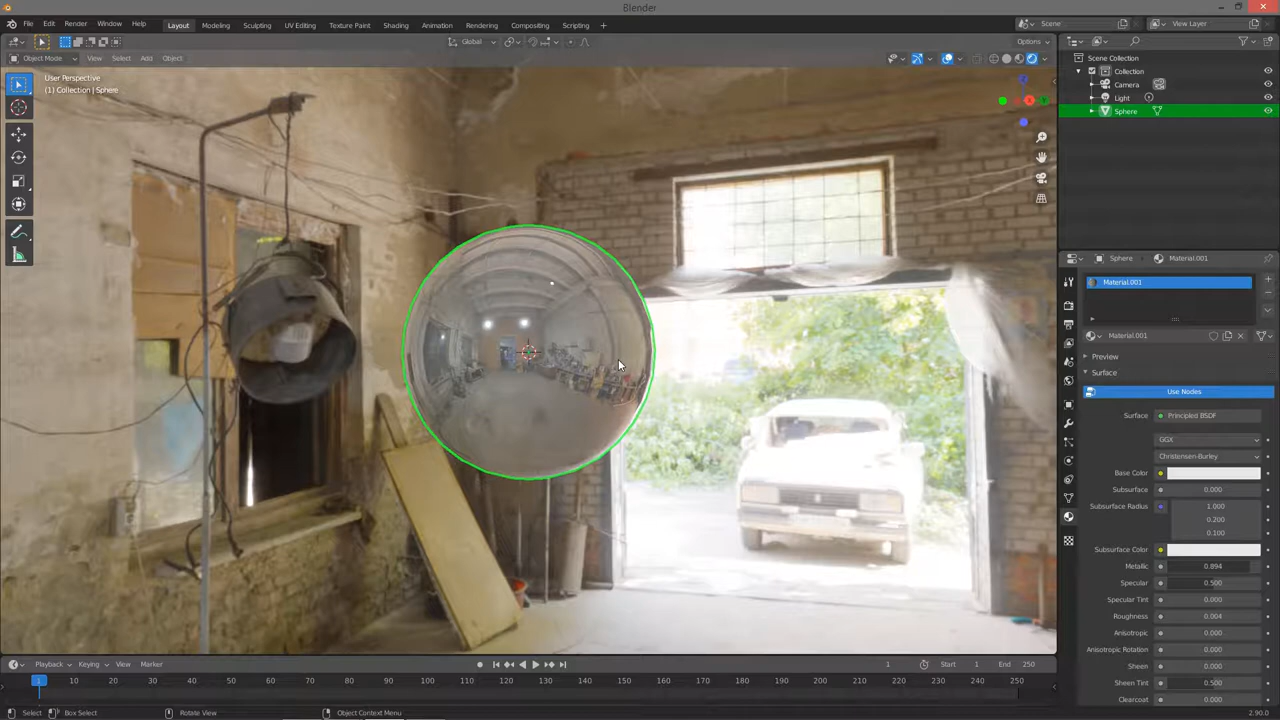 Blender
File Edit Render Window Help Layout Modeling Sculpting UV Editing Texture Paint Shading Animation Rendering Compositing Scripting + Scene View Layer
Global Options
Object Mode View Select Add Object
User Perspective
(1) Collection | Sphere
Scene Collection
Collection
Camera
Light
Sphere
Sphere > Material.001
Material.001
Material.001
Preview
Surface
Use Nodes
Surface Principled BSDF
GGX
Christensen-Burley
Base Color
Subsurface 0.000
Subsurface Radius 1.000
0.200
0.100
Subsurface Color
Metallic 0.894
Specular 0.500
Specular Tint 0.000
Roughness 0.004
Anisotropic 0.000
Anisotropic Rotation 0.000
Sheen 0.000
Sheen Tint 0.500
Clearcoat 0.000
Playback Keying View Marker 1 Start 1 End 250
1 10 20 30 40 50 60 70 80 90 100 110 120 130 140 150 160 170 180 190 200 210 220 230 240 250
Select Box Select Rotate View Object Context Menu 2.90.0